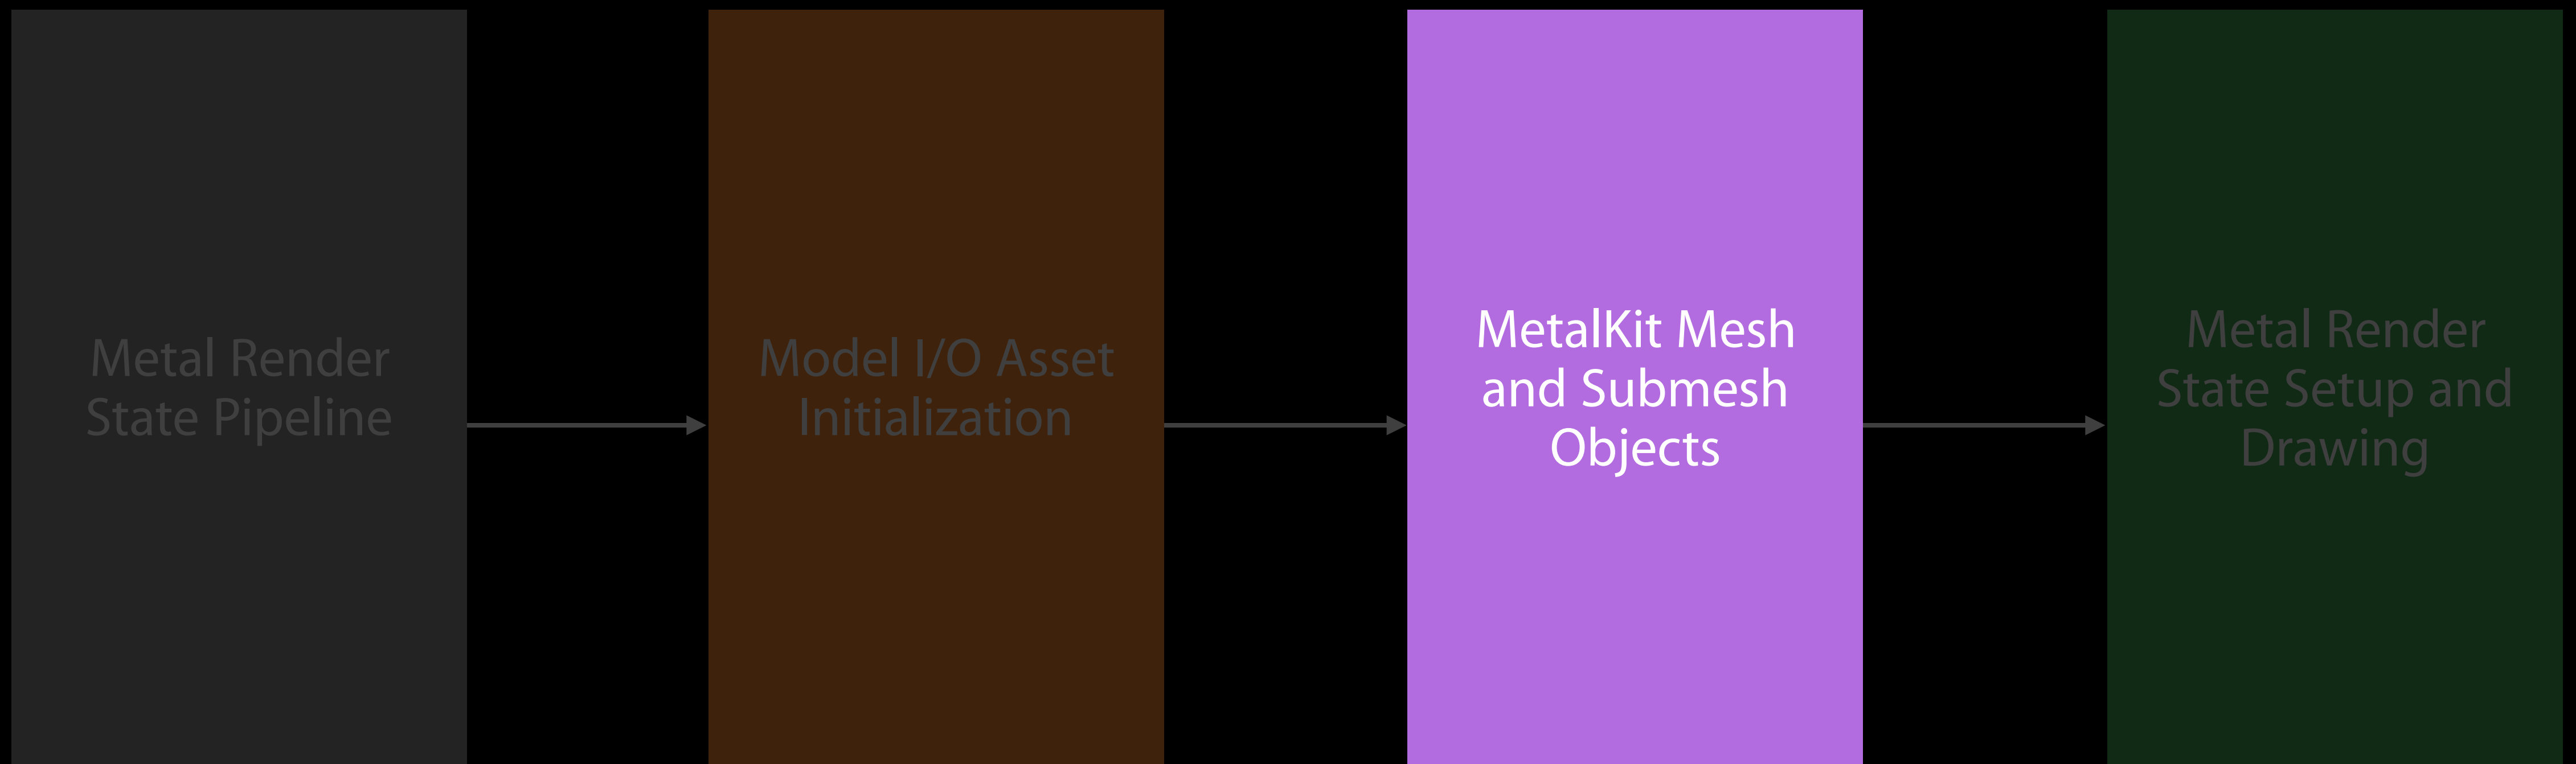 Metal Render
State Pipeline
Model I/O Asset
Initialization
MetalKit Mesh
and Submesh
Objects
Metal Render
State Setup and
Drawing